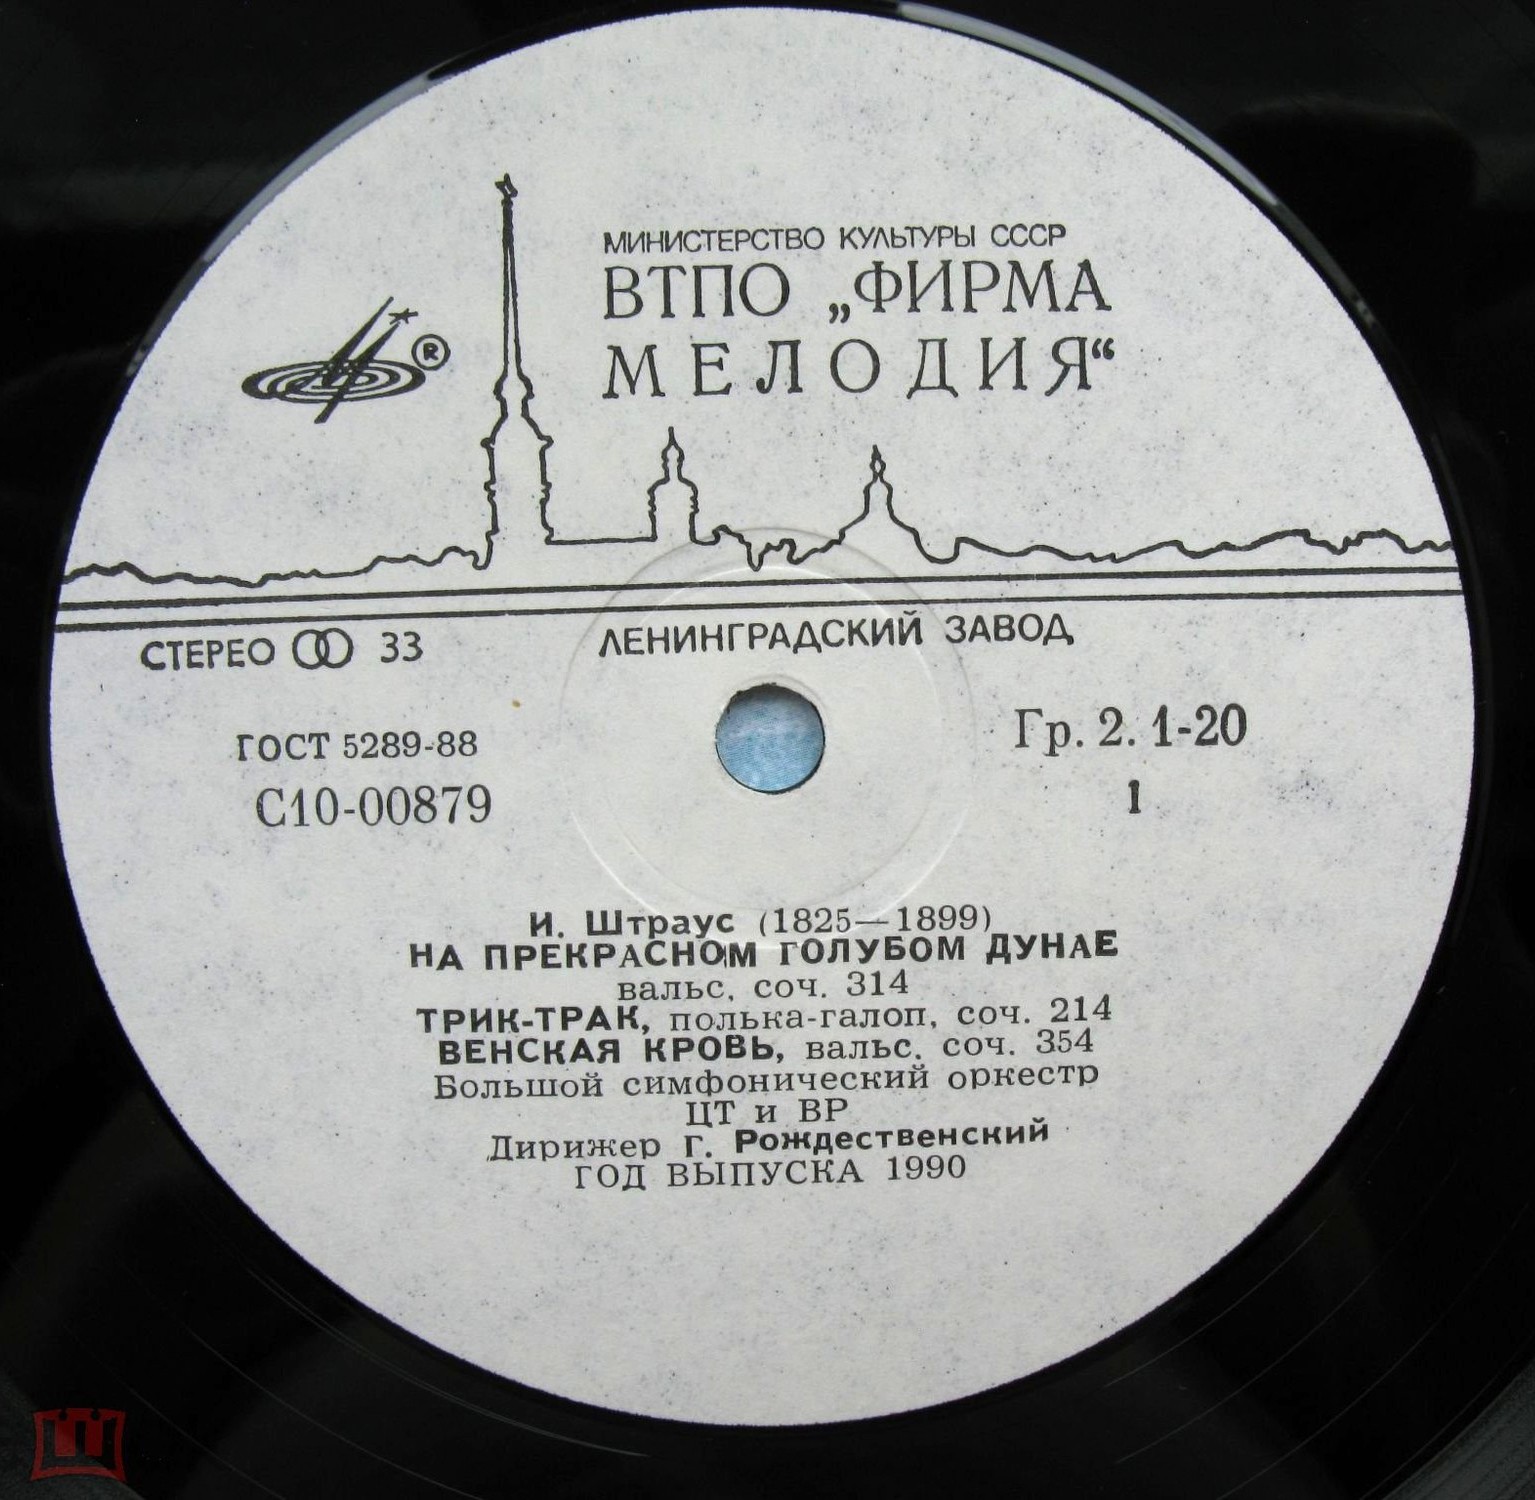 МИНИСТЕРСТВО КУЛЬТУРЫ СССР
ВТПО „ФИРМА
МЕЛОДИЯ“
®
СТЕРЕО 33
ЛЕНИНГРАДСКИЙ ЗАВОД
ГОСТ 5289-88
Гр. 2. 1-20
С10-00879
1
И. Штраус (1825—1899)
НА ПРЕКРАСНОМ ГОЛУБОМ ДУНАЕ
вальс, соч. 314
ТРИК-ТРАК, полька-галоп, соч. 214
ВЕНСКАЯ КРОВЬ, вальс, соч. 354
Большой симфонический оркестр
ЦТ и ВР
Дирижер Г. Рождественский
ГОД ВЫПУСКА 1990